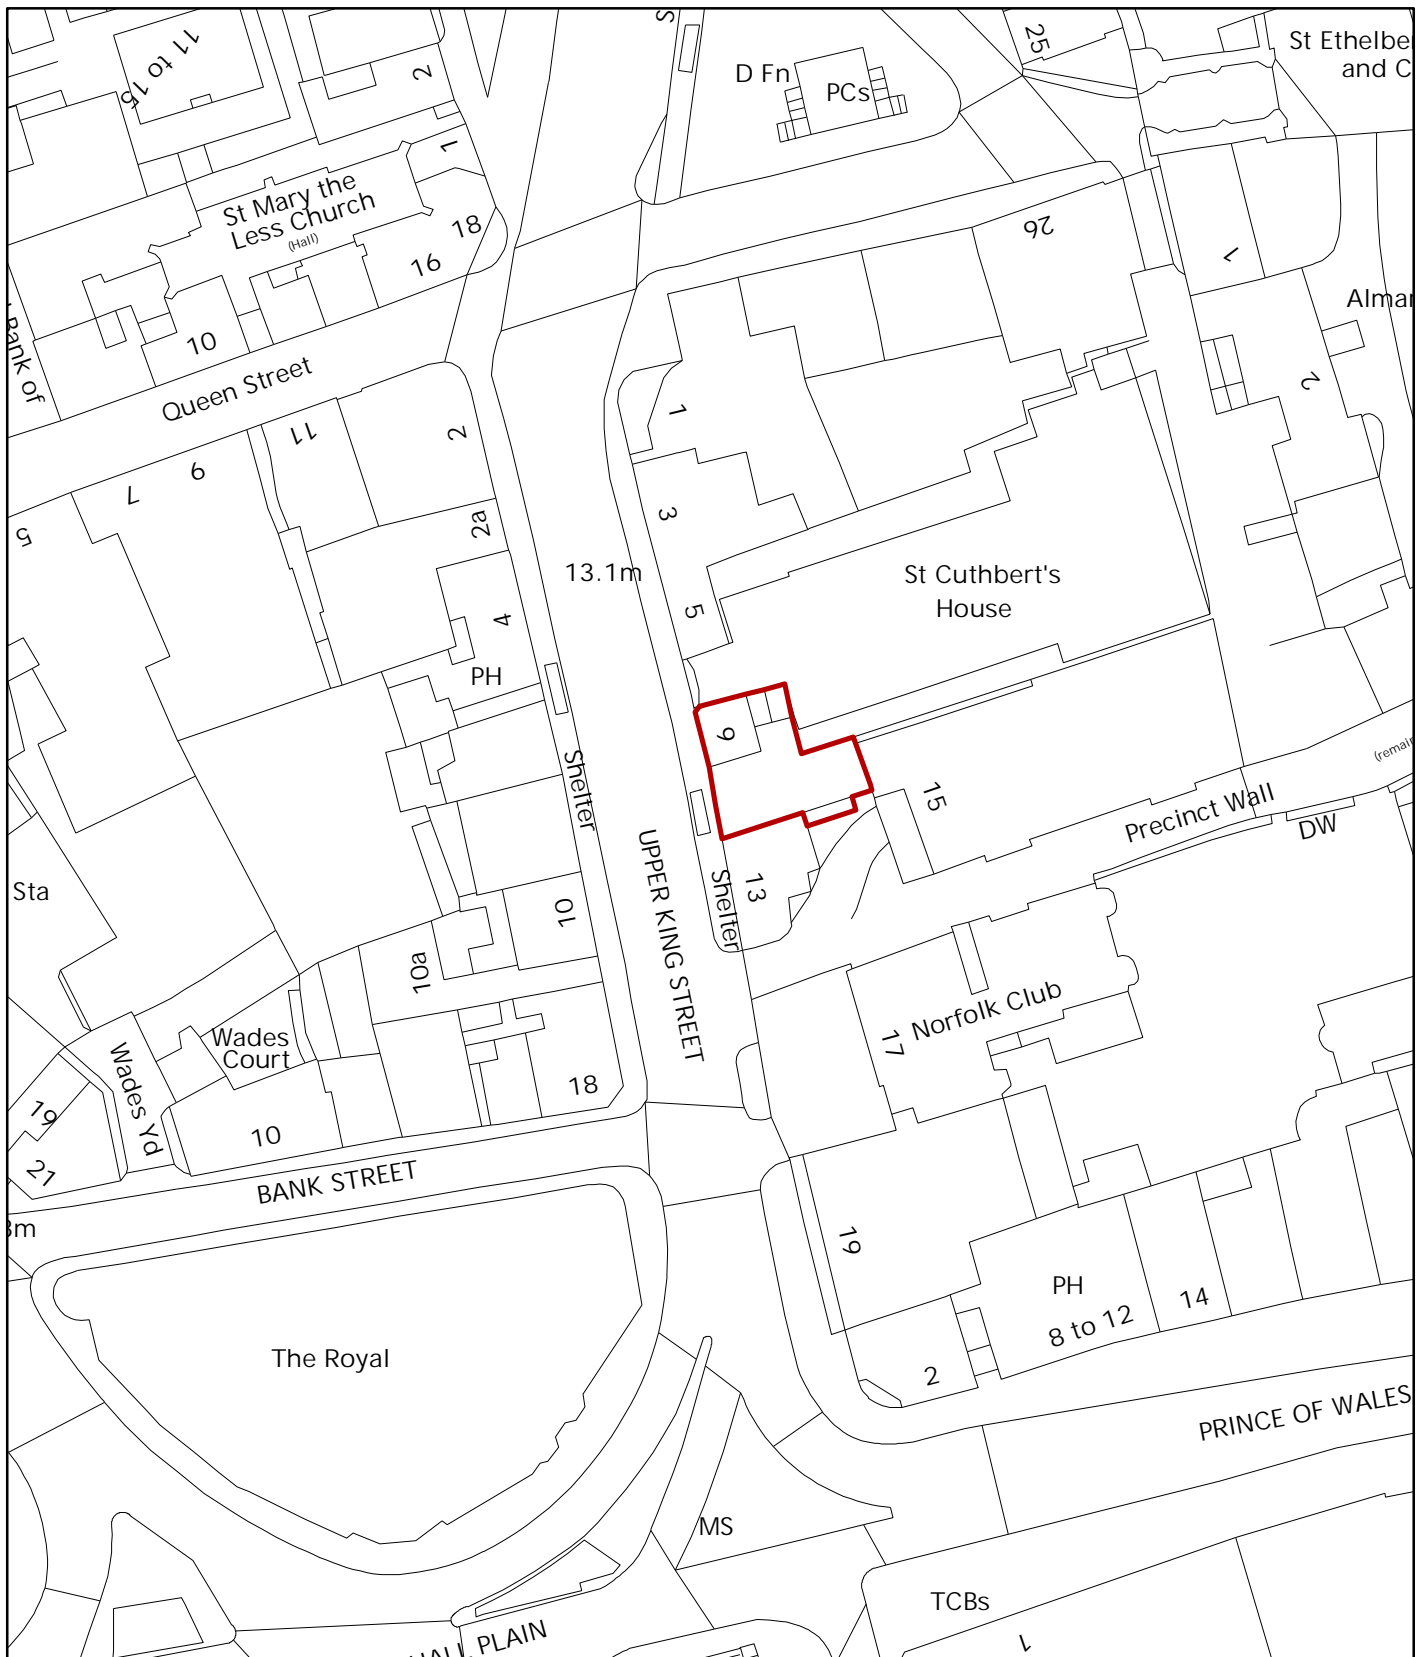 11 to 15
2
S
D Fn
PCs
25
St Ethelbe
and C
1
St Mary the
Less Church
(Hall)
18
16
26
1
Almar
Bank of
10
Queen Street
1
2
2
11
9
7
5
2a
3
13.1m
St Cuthbert's
House
5
4
PH
9
Shelter
15
Precinct Wall
(remain
DW
Sta
UPPER KING STREET
Shelter
13
10
10a
Norfolk Club
17
Wades
Court
Wades Yd
18
19
10
21
BANK STREET
3m
19
PH
8 to 12
14
The Royal
2
PRINCE OF WALES
MS
TCBs
HALL PLAIN
1